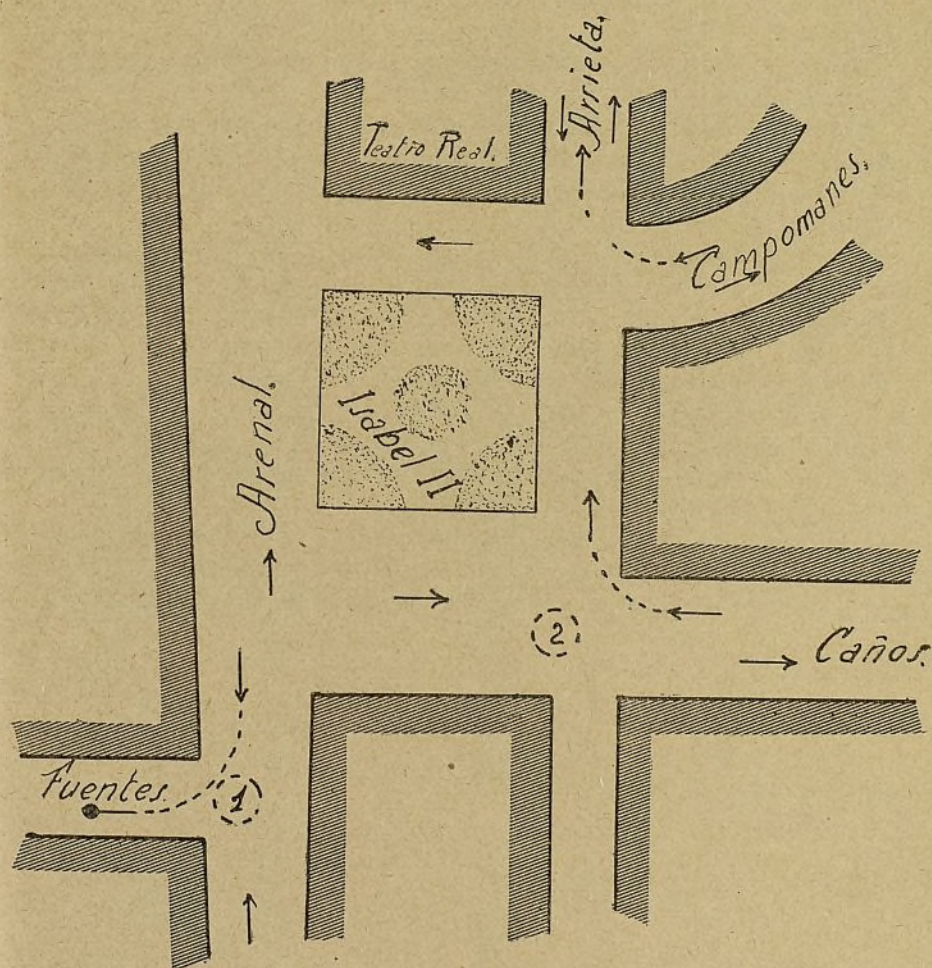 Arrieta.
Teatro Real.
Campomanes.
Arenal.
Isabel II
2
Caños.
Fuentes.
1